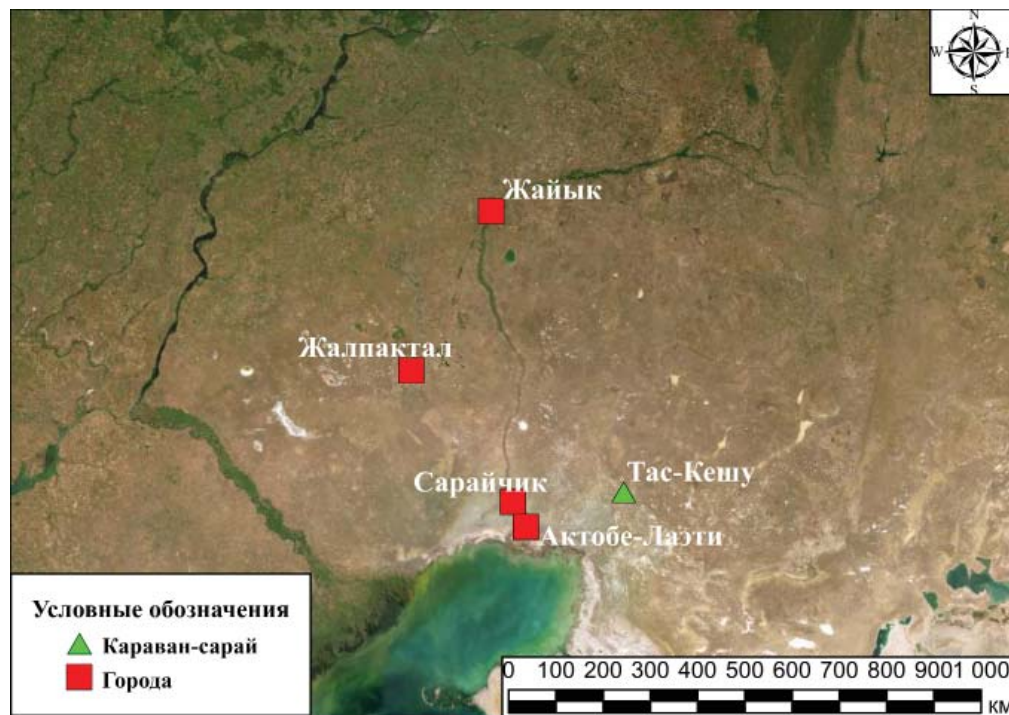 N
W
E
S
Жайык
Жалпактал
Сарайчик
Тас-Кешу
Актобе-Лаэти
Условные обозначения
Караван-сарай
Города
0 100 200 300 400 500 600 700 800 9001 000
КМ